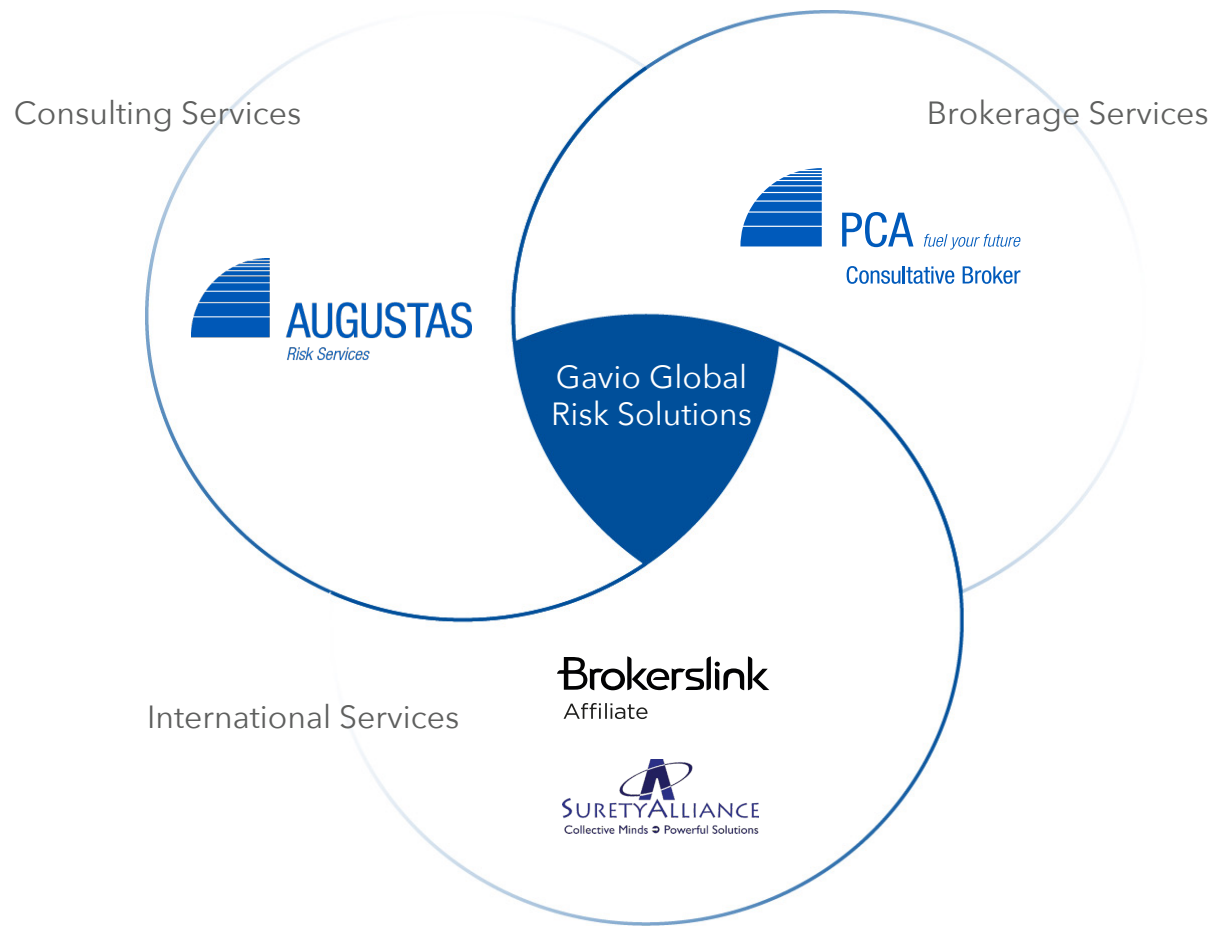 Consulting Services
Brokerage Services
PCA fuel your future
Consultative Broker
AUGUSTAS
Risk Services
Gavio Global
Risk Solutions
International Services
Brokerslink
Affiliate
SURETYALLIANCE
Collective Minds Powerful Solutions